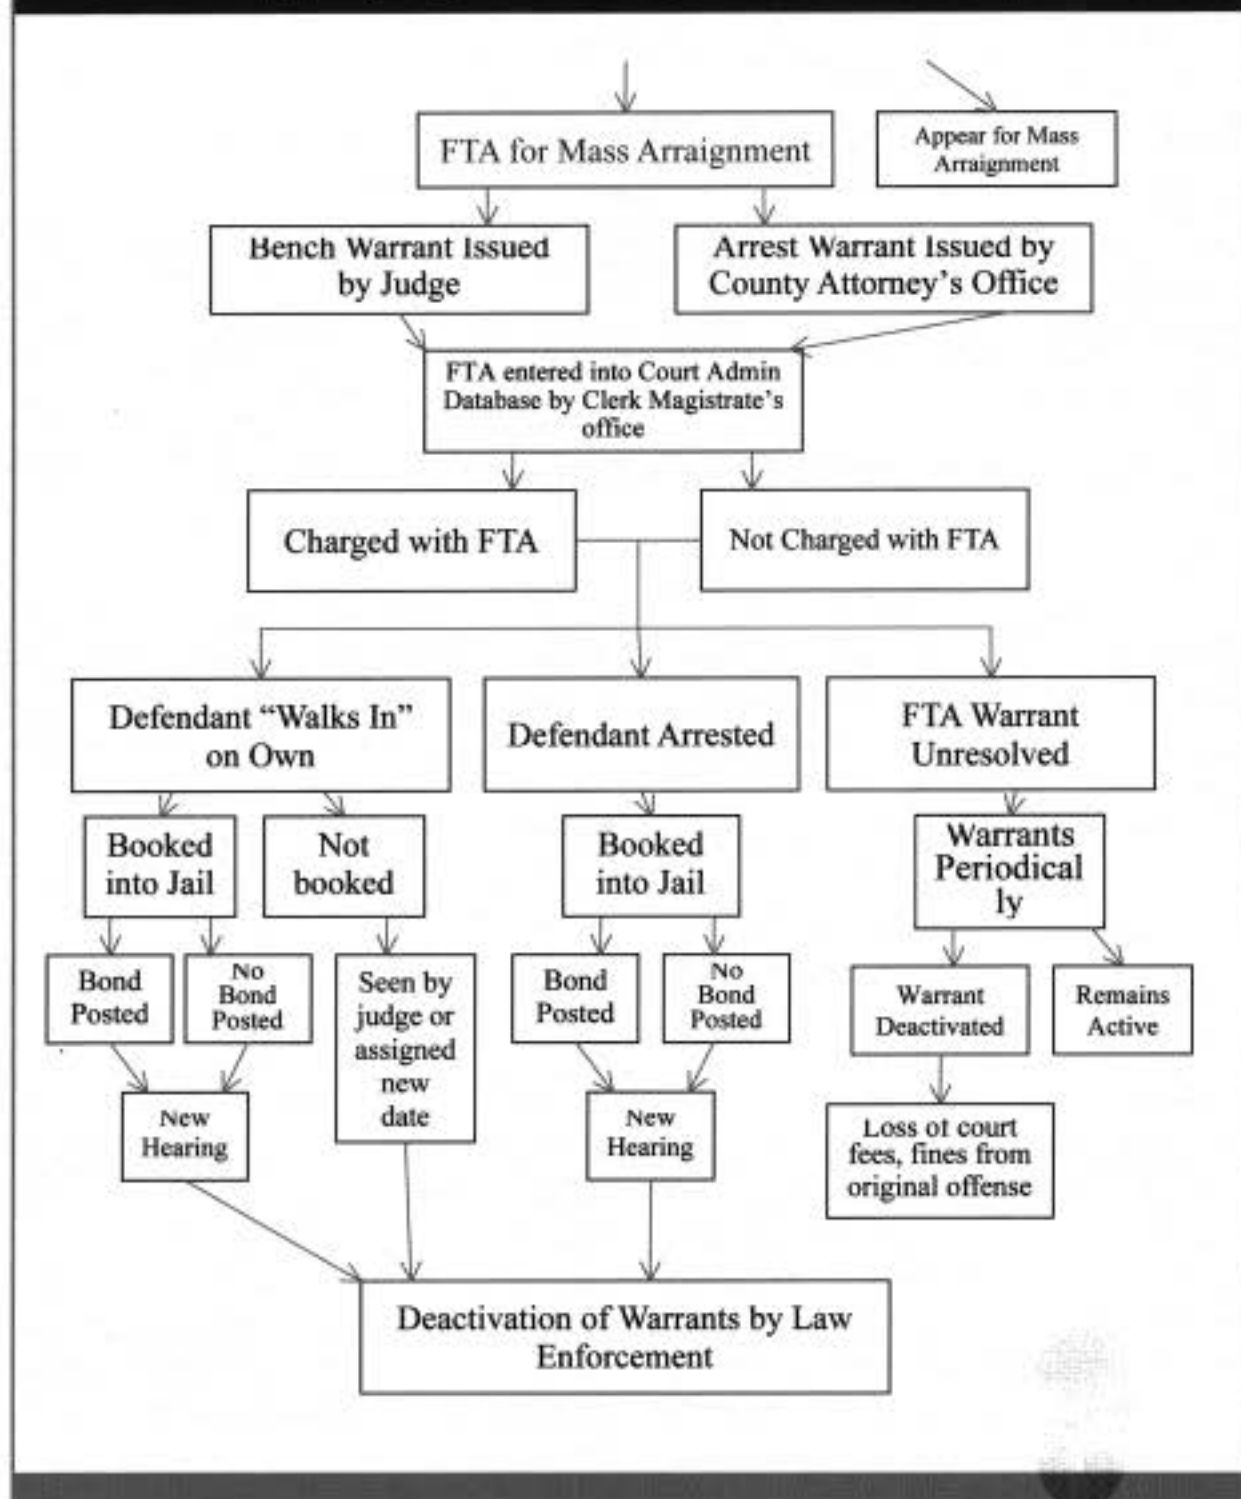 FTA for Mass Arraignment
Appear for Mass
Arraignment
Bench Warrant Issued
by Judge
Arrest Warrant Issued by
County Attorney's Office
FTA entered into Court Admin
Database by Clerk Magistrate's
office
Charged with FTA
Not Charged with FTA
Defendant “Walks In”
on Own
Defendant Arrested
FTA Warrant
Unresolved
Booked
into Jail
Not
booked
Booked
into Jail
Warrants
Periodical
ly
Bond
Posted
No
Bond
Posted
Seen by
judge or
assigned
new
date
Bond
Posted
No
Bond
Posted
Warrant
Deactivated
Remains
Active
New
Hearing
New
Hearing
Loss of court
fees, fines from
original offense
Deactivation of Warrants by Law
Enforcement